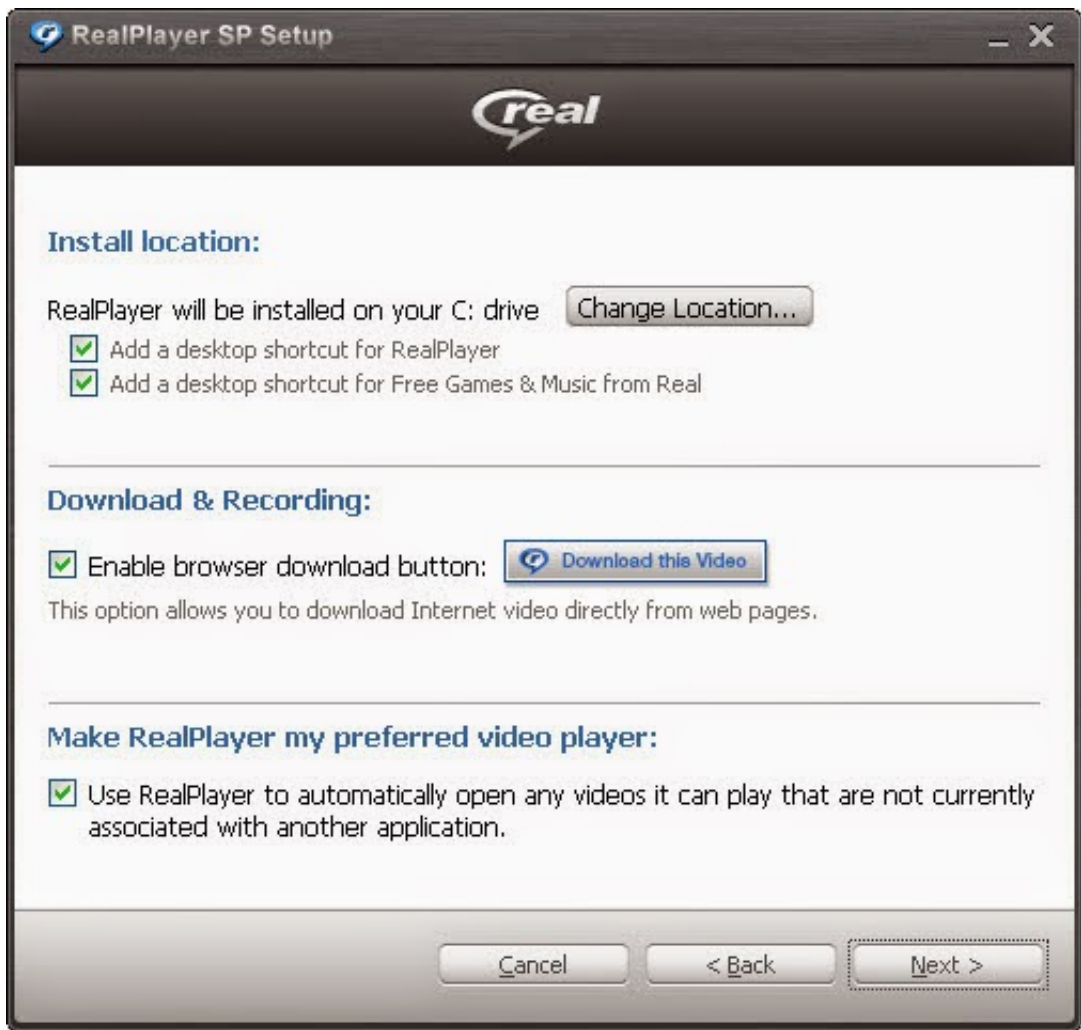 RealPlayer SP Setup
real
Install location:
RealPlayer will be installed on your C: drive Change Location...
Add a desktop shortcut for RealPlayer
Add a desktop shortcut for Free Games & Music from Real
Download & Recording:
Enable browser download button: Download this Video
This option allows you to download Internet video directly from web pages.
Make RealPlayer my preferred video player:
Use RealPlayer to automatically open any videos it can play that are not currently
associated with another application.
Cancel < Back Next >